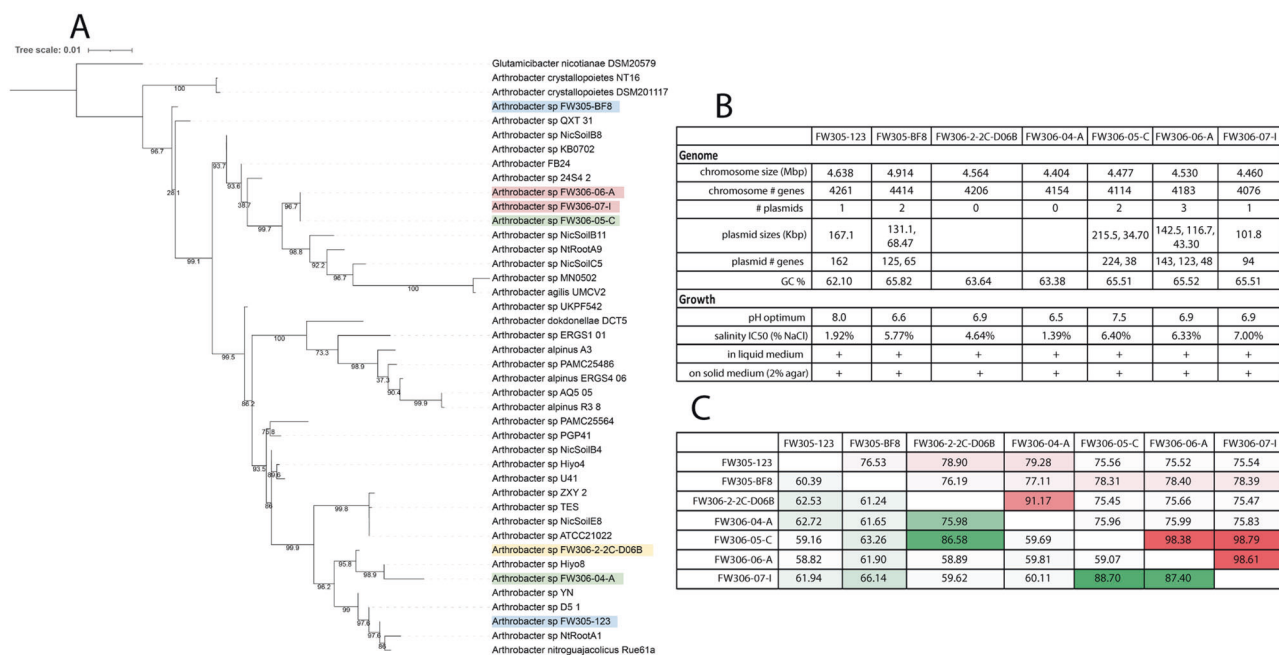 A
Tree scale: 0.01
Glutamicibacter nicotianae DSM20579
Arthrobacter crystallopoietes NT16
100
Arthrobacter crystallopoietes DSM201117
Arthrobacter sp FW305-BF8
Arthrobacter sp QXT 31
Arthrobacter sp NicSoilB8
96.7
Arthrobacter sp KB0702
93.7
Arthrobacter FB24
Arthrobacter sp 24S4 2
93.6
28.1
Arthrobacter sp FW306-06-A
38.7
Arthrobacter sp FW306-07-I
96.7
Arthrobacter sp FW306-05-C
99.7
Arthrobacter sp NicSoilB11
Arthrobacter sp NtRootA9
98.8
Arthrobacter sp NicSoilC5
99.1
92.2
Arthrobacter sp MN0502
96.7
Arthrobacter agilis UMCV2
100
Arthrobacter sp UKPF542
Arthrobacter dokdonellae DCT5
Arthrobacter sp ERGS1 01
100
Arthrobacter alpinus A3
73.3
99.5
Arthrobacter sp PAMC25486
98.9
Arthrobacter alpinus ERGS4 06
37.3
Arthrobacter sp AQ5 05
90.4
Arthrobacter alpinus R3 8
66.2
99.9
Arthrobacter sp PAMC25564
75.8
Arthrobacter sp PGP41
Arthrobacter sp NicSoilB4
Arthrobacter sp Hiyo4
93.5
Arthrobacter sp U41
89.6
Arthrobacter sp ZXY 2
86
Arthrobacter sp TES
99.8
Arthrobacter sp NicSoilE8
Arthrobacter sp ATCC21022
99.9
Arthrobacter sp FW306-2-2C-D06B
Arthrobacter sp Hiyo8
95.8
Arthrobacter sp FW306-04-A
98.9
98.2
Arthrobacter sp YN
Arthrobacter sp D5 1
99
Arthrobacter sp FW305-123
97.6
Arthrobacter sp NtRootA1
97.6
Arthrobacter nitroguajacolicus Rue61a
86
B
FW305-123 FW305-BF8 FW306-2-2C-D06B FW306-04-A FW306-05-C FW306-06-A FW306-07-I
Genome
chromosome size (Mbp) 4.638 4.914 4.564 4.404 4.477 4.530 4.460
chromosome # genes 4261 4414 4206 4154 4114 4183 4076
# plasmids 1 2 0 0 2 3 1
plasmid sizes (Kbp) 167.1 131.1, 68.47 215.5, 34.70 142.5, 116.7, 43.30 101.8
plasmid # genes 162 125, 65 224, 38 143, 123, 48 94
GC % 62.10 65.82 63.64 63.38 65.51 65.52 65.51
Growth
pH optimum 8.0 6.6 6.9 6.5 7.5 6.9 6.9
salinity IC50 (% NaCl) 1.92% 5.77% 4.64% 1.39% 6.40% 6.33% 7.00%
in liquid medium + + + + + + +
on solid medium (2% agar) + + + + + + +
C
FW305-123 FW305-BF8 FW306-2-2C-D06B FW306-04-A FW306-05-C FW306-06-A FW306-07-I
FW305-123 76.53 78.90 79.28 75.56 75.52 75.54
FW305-BF8 60.39 76.19 77.11 78.31 78.40 78.39
FW306-2-2C-D06B 62.53 61.24 91.17 75.45 75.66 75.47
FW306-04-A 62.72 61.65 75.98 75.96 75.99 75.83
FW306-05-C 59.16 63.26 86.58 59.69 98.38 98.79
FW306-06-A 58.82 61.90 58.89 59.81 59.07 98.61
FW306-07-I 61.94 66.14 59.62 60.11 88.70 87.40